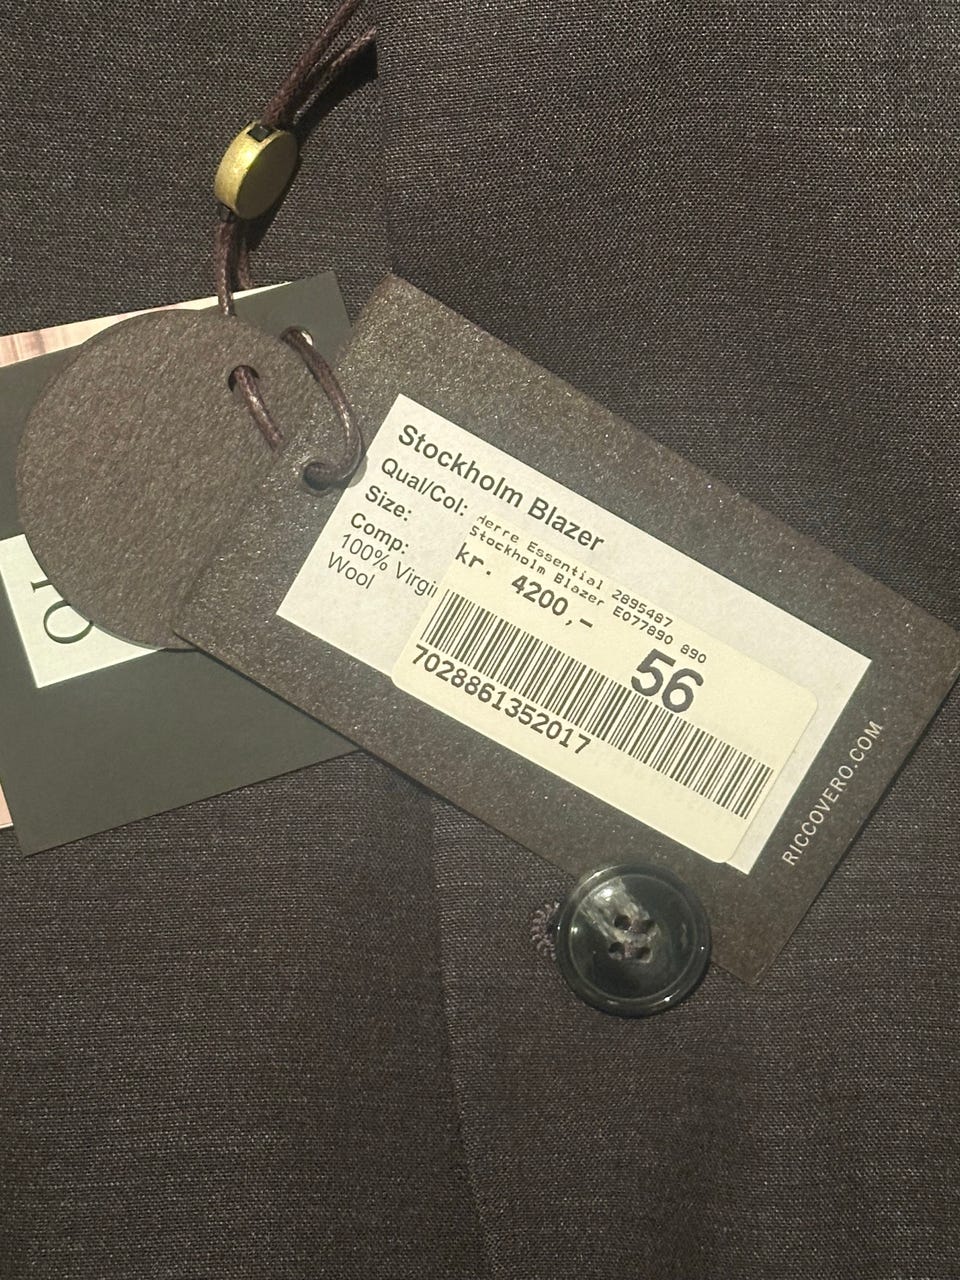 Stockholm Blazer
Qual/Col:
Size:
Comp:
100% Virgi
Wool
Herre Essential 2895487
Stockholm Blazer E077890 890
kr. 4200,-
56
7028861352017
RICCOVERO.COM